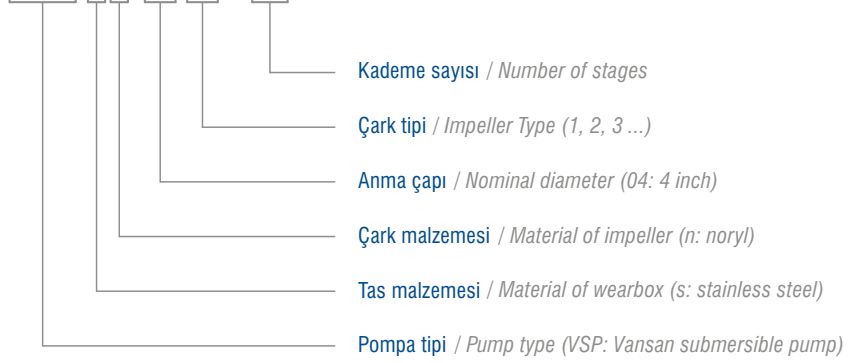 Kademe sayısı / Number of stages
Çark tipi / Impeller Type (1, 2, 3 ...)
Anma çapı / Nominal diameter (04: 4 inch)
Çark malzemesi / Material of impeller (n: noryl)
Tas malzemesi / Material of wearbox (s: stainless steel)
Pompa tipi / Pump type (VSP: Vansan submersible pump)